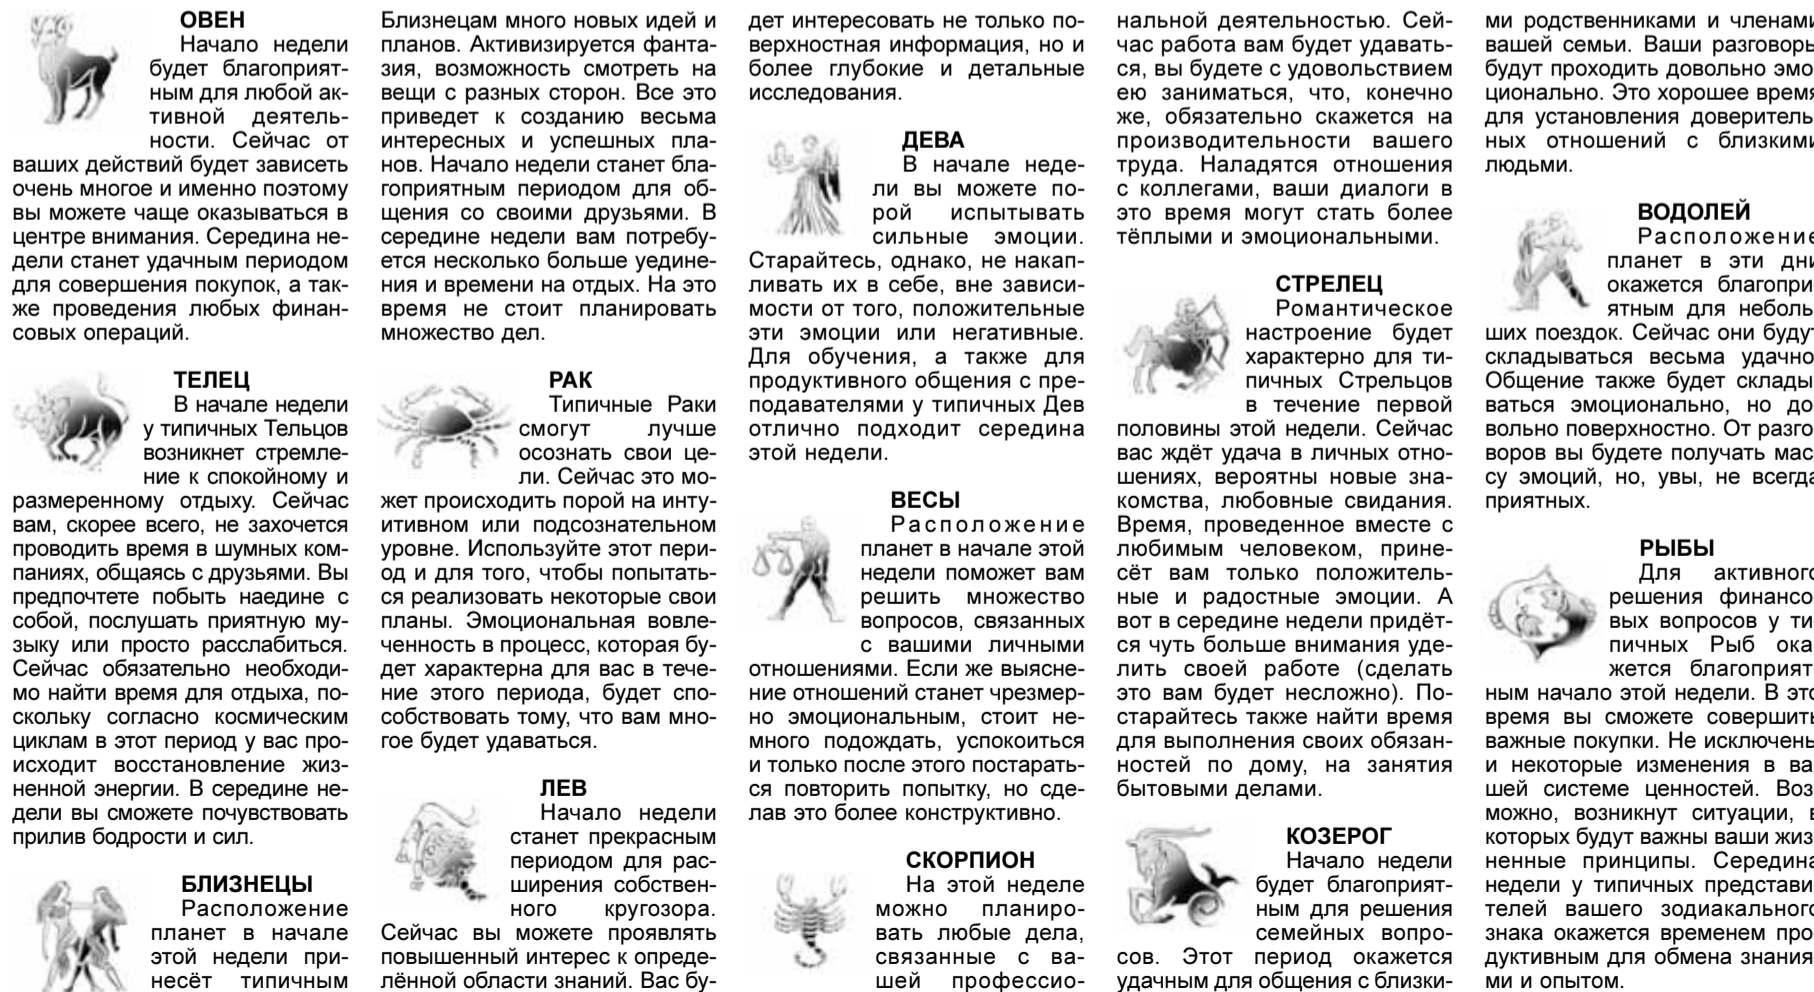 ОВЕН
Начало недели
будет благоприят-
ным для любой ак-
тивной деятель-
ности. Сейчас от
ваших действий будет зависеть
очень многое и именно поэтому
вы можете чаще оказываться в
центре внимания. Середина не-
дели станет удачным периодом
для совершения покупок, а так-
же проведения любых финан-
совых операций.
ТЕЛЕЦ
В начале недели
у типичных Тельцов
возникнет стремле-
ние к спокойному и
размеренному отдыху. Сейчас
вам, скорее всего, не захочется
проводить время в шумных ком-
паниях, общаясь с друзьями. Вы
предпочтете побыть наедине с
собой, послушать приятную му-
зыку или просто расслабиться.
Сейчас обязательно необходи-
мо найти время для отдыха, по-
скольку согласно космическим
циклам в этот период у вас про-
исходит восстановление жиз-
ненной энергии. В середине не-
дели вы сможете почувствовать
прилив бодрости и сил.
БЛИЗНЕЦЫ
Расположение
планет в начале
этой недели при-
несёт типичным
Близнецам много новых идей и
планов. Активизируется фанта-
зия, возможность смотреть на
вещи с разных сторон. Все это
приведет к созданию весьма
интересных и успешных пла-
нов. Начало недели станет бла-
гоприятным периодом для об-
щения со своими друзьями. В
середине недели вам потребу-
ется несколько больше уедине-
ния и времени на отдых. На это
время не стоит планировать
множество дел.
РАК
Типичные Раки
смогут лучше
осознать свои це-
ли. Сейчас это мо-
жет происходить порой на инту-
итивном или подсознательном
уровне. Используйте этот пери-
од и для того, чтобы попытать-
ся реализовать некоторые свои
планы. Эмоциональная вовле-
ченность в процесс, которая бу-
дет характерна для вас в тече-
ние этого периода, будет спо-
собствовать тому, что вам мно-
гое будет удаваться.
ЛЕВ
Начало недели
станет прекрасным
периодом для рас-
ширения собствен-
ного кругозора.
Сейчас вы можете проявлять
повышенный интерес к опреде-
лённой области знаний. Вас бу-
дет интересовать не только по-
верхностная информация, но и
более глубокие и детальные
исследования.
ДЕВА
В начале неде-
ли вы можете по-
рой испытывать
сильные эмоции.
Старайтесь, однако, не накап-
ливать их в себе, вне зависи-
мости от того, положительные
эти эмоции или негативные.
Для обучения, а также для
продуктивного общения с пре-
подавателями у типичных Дев
отлично подходит середина
этой недели.
ВЕСЫ
Расположение
планет в начале этой
недели поможет вам
решить множество
вопросов, связанных
с вашими личными
отношениями. Если же выясне-
ние отношений станет чрезмер-
но эмоциональным, стоит не-
много подождать, успокоиться
и только после этого постарать-
ся повторить попытку, но сде-
лав это более конструктивно.
СКОРПИОН
На этой неделе
можно планиро-
вать любые дела,
связанные с ва-
шей профессио-
нальной деятельностью. Сей-
час работа вам будет удавать-
ся, вы будете с удовольствием
ею заниматься, что, конечно
же, обязательно скажется на
производительности вашего
труда. Наладятся отношения
с коллегами, ваши диалоги в
это время могут стать более
тёплыми и эмоциональными.
СТРЕЛЕЦ
Романтическое
настроение будет
характерно для ти-
пичных Стрельцов
в течение первой
половины этой недели. Сейчас
вас ждёт удача в личных отно-
шениях, вероятны новые зна-
комства, любовные свидания.
Время, проведенное вместе с
любимым человеком, прине-
сёт вам только положитель-
ные и радостные эмоции. А
вот в середине недели придёт-
ся чуть больше внимания уде-
лить своей работе (сделать
это вам будет несложно). По-
старайтесь также найти время
для выполнения своих обязан-
ностей по дому, на занятия
бытовыми делами.
КОЗЕРОГ
Начало недели
будет благоприят-
ным для решения
семейных вопро-
сов. Этот период окажется
удачным для общения с близки-
ми родственниками и членами
вашей семьи. Ваши разговоры
будут проходить довольно эмо-
ционально. Это хорошее время
для установления доверитель-
ных отношений с близкими
людьми.
ВОДОЛЕЙ
Расположение
планет в эти дни
окажется благопри-
ятным для неболь-
ших поездок. Сейчас они будут
складываться весьма удачно.
Общение также будет склады-
ваться эмоционально, но до-
вольно поверхностно. От разго-
воров вы будете получать мас-
су эмоций, но, увы, не всегда
приятных.
РЫБЫ
Для активного
решения финансо-
вых вопросов у ти-
пичных Рыб ока-
жется благоприят-
ным начало этой недели. В это
время вы сможете совершить
важные покупки. Не исключены
и некоторые изменения в ва-
шей системе ценностей. Воз-
можно, возникнут ситуации, в
которых будут важны ваши жиз-
ненные принципы. Середина
недели у типичных представи-
телей вашего зодиакального
знака окажется временем про-
дуктивным для обмена знания-
ми и опытом.